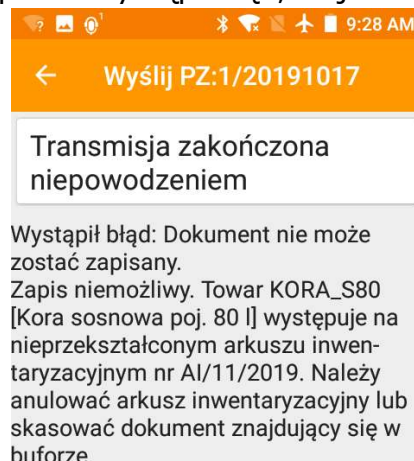 9:28 AM
Wyślij PZ:1/20191017
Transmisja zakończona
niepowodzeniem
Wystąpił błąd: Dokument nie może
zostać zapisany.
Zapis niemożliwy. Towar KORA_S80
[Kora sosnowa poj. 80 l] występuje na
nieprzekształconym arkuszu inwen-
taryzacyjnym nr AI/11/2019. Należy
anulować arkusz inwentaryzacyjny lub
skasować dokument znajdujący się w
buforze